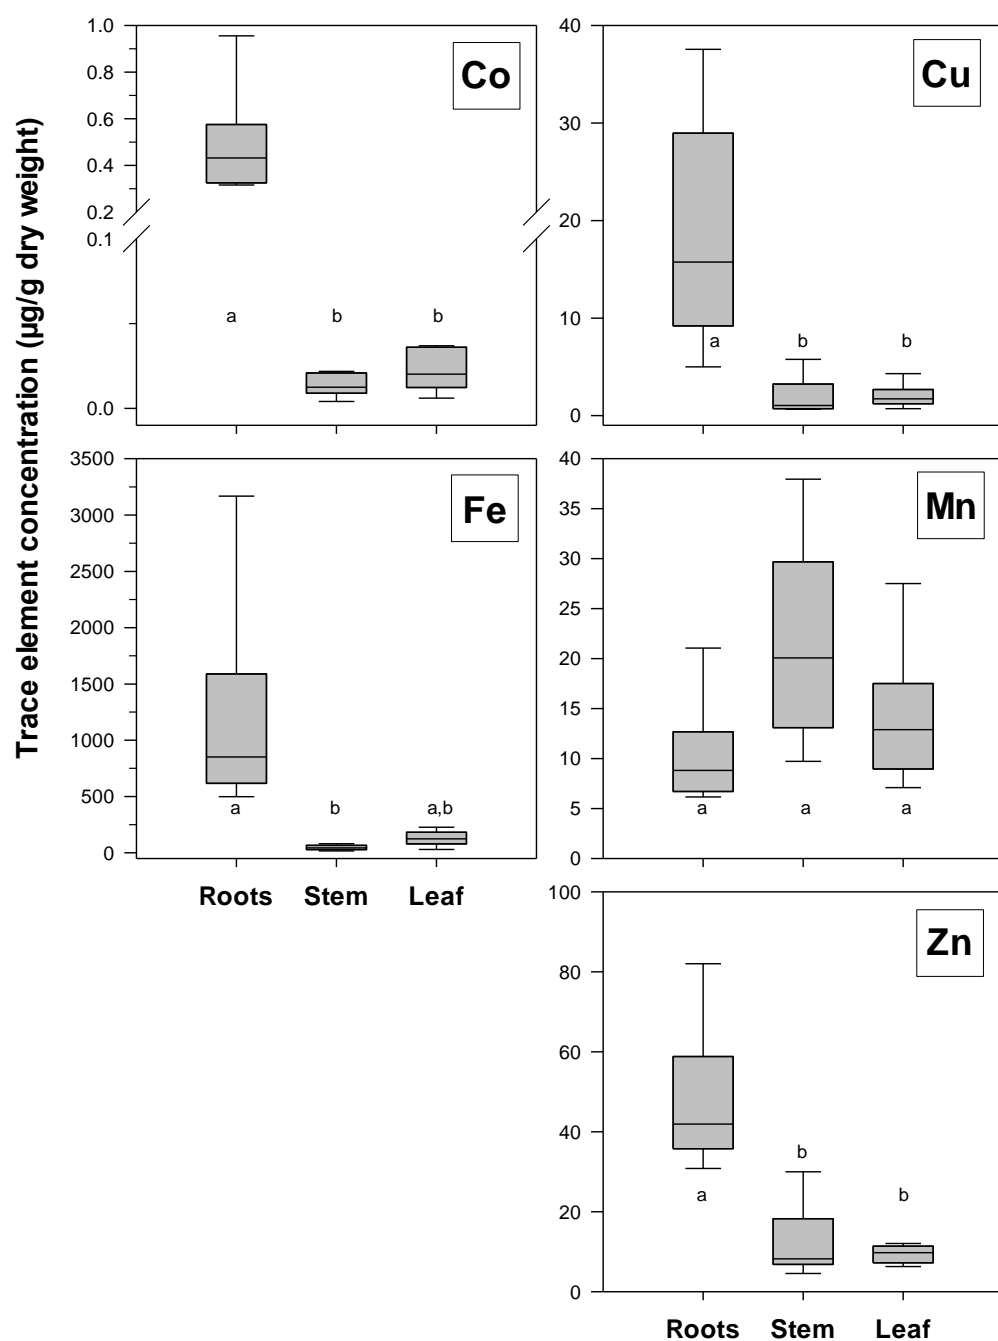 Trace element concentration (µg/g dry weight)
1.0
0.8
0.6
0.4
0.2
0.1
0.0
Co
a
b
b
40
30
20
10
0
Cu
a
b
b
3500
3000
2500
2000
1500
1000
500
0
Fe
a
b
a,b
Roots Stem Leaf
40
35
30
25
20
15
10
5
0
Mn
a
a
a
100
80
60
40
20
0
Zn
a
b
b
Roots Stem Leaf